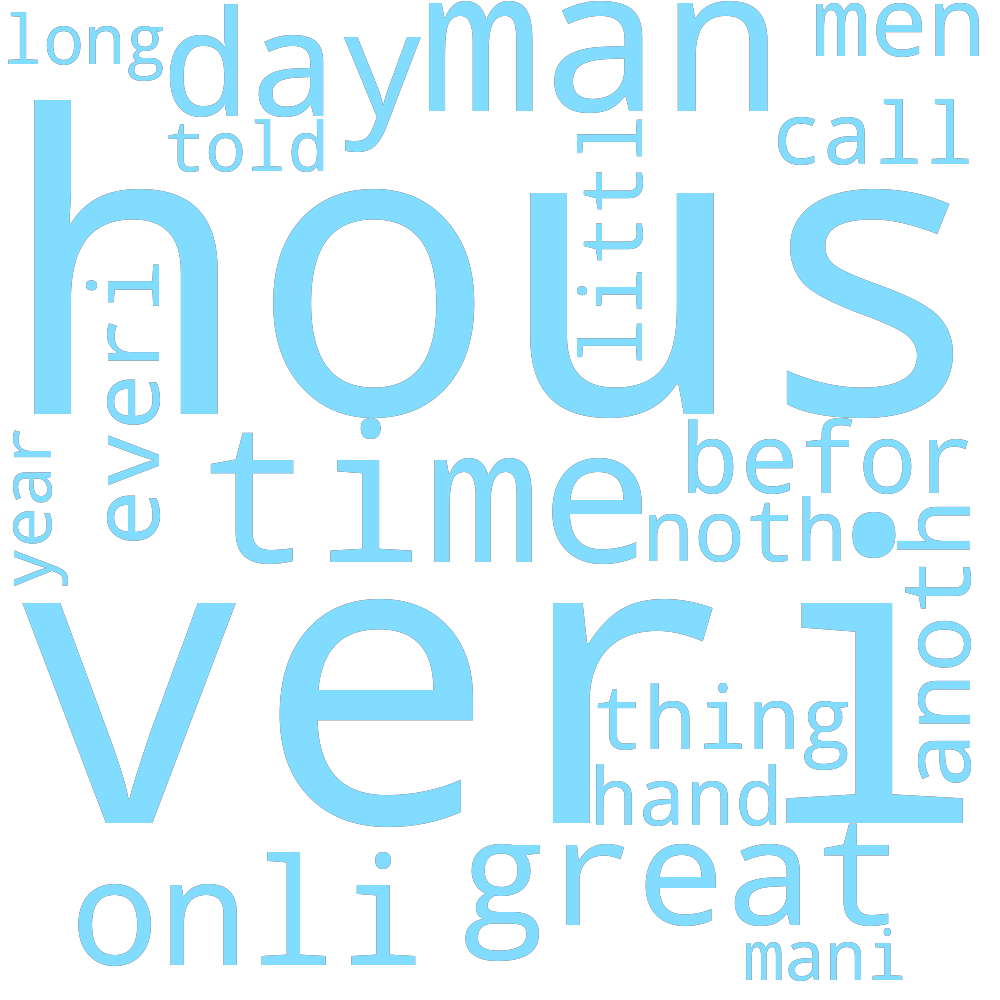 long
day
man
men
told
call
littl
hous
everi
year
time
befor
noth
anoth
veri
thing
hand
great
onli
mani